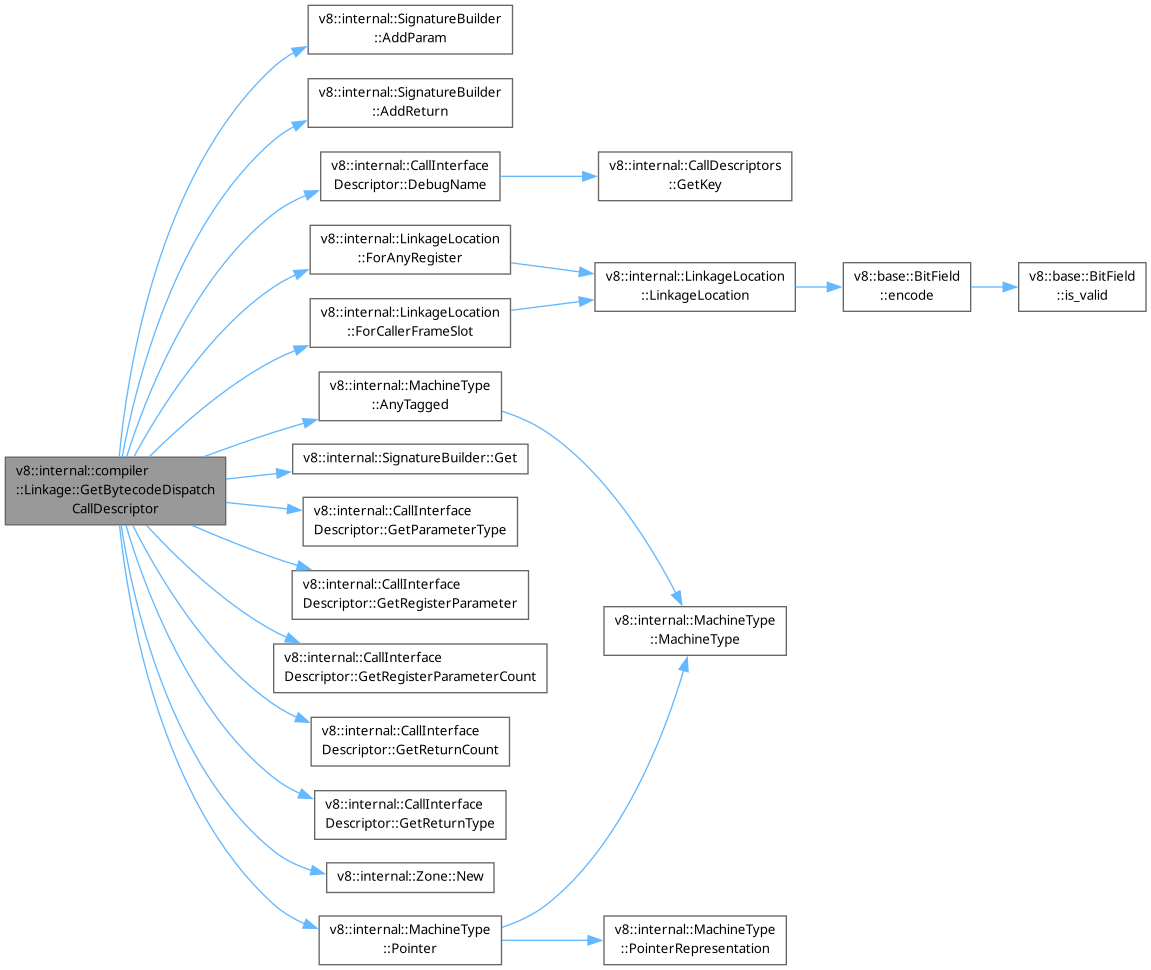 v8::internal::SignatureBuilder
::AddParam
v8::internal::SignatureBuilder
::AddReturn
v8::internal::CallInterface
Descriptor::DebugName
v8::internal::CallDescriptors
::GetKey
v8::internal::LinkageLocation
::ForAnyRegister
v8::internal::LinkageLocation
::LinkageLocation
v8::base::BitField
::encode
v8::base::BitField
::is_valid
v8::internal::LinkageLocation
::ForCallerFrameSlot
v8::internal::MachineType
::AnyTagged
v8::internal::compiler
::Linkage::GetBytecodeDispatch
CallDescriptor
v8::internal::SignatureBuilder::Get
v8::internal::CallInterface
Descriptor::GetParameterType
v8::internal::CallInterface
Descriptor::GetRegisterParameter
v8::internal::MachineType
::MachineType
v8::internal::CallInterface
Descriptor::GetRegisterParameterCount
v8::internal::CallInterface
Descriptor::GetReturnCount
v8::internal::CallInterface
Descriptor::GetReturnType
v8::internal::Zone::New
v8::internal::MachineType
::Pointer
v8::internal::MachineType
::PointerRepresentation